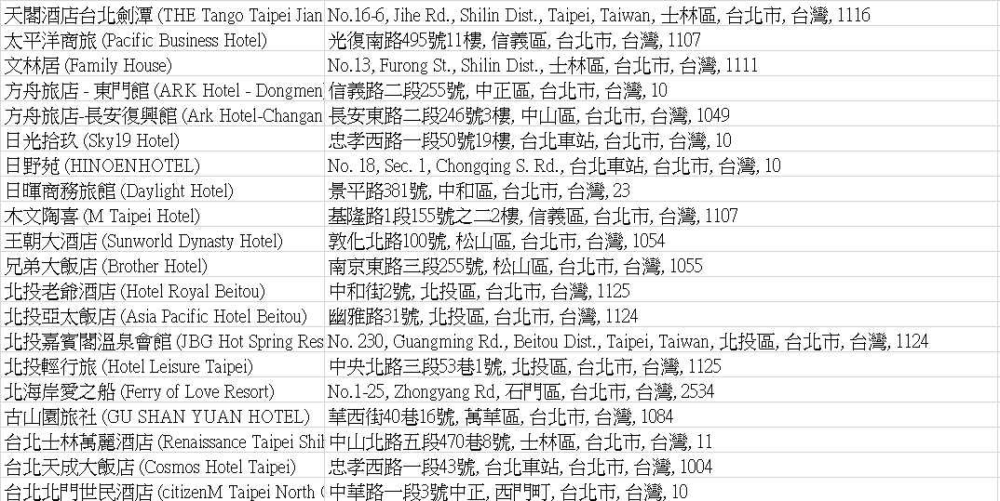 天閣酒店台北劍潭 (THE Tango Taipei Jian No.16-6, Jihe Rd., Shilin Dist., Taipei, Taiwan, 士林區, 台北市, 台灣, 1116
太平洋商旅 (Pacific Business Hotel) 光復南路495號11樓, 信義區, 台北市, 台灣, 1107
文林居 (Family House) No.13, Furong St., Shilin Dist., 士林區, 台北市, 台灣, 1111
方舟旅店 - 東門館 (ARK Hotel - Dongmen 信義路二段255號, 中正區, 台北市, 台灣, 10
方舟旅店-長安復興館 (Ark Hotel-Changan 長安東路二段246號3樓, 中山區, 台北市, 台灣, 1049
日光拾玖 (Sky19 Hotel) 忠孝西路一段50號19樓, 台北車站, 台北市, 台灣, 10
日野苑 (HINOENHOTEL) No. 18, Sec. 1, Chongqing S. Rd., 台北車站, 台北市, 台灣, 10
日暉商務旅館 (Daylight Hotel) 景平路381號, 中和區, 台北市, 台灣, 23
木文陶喜 (M Taipei Hotel) 基隆路1段155號之二2樓, 信義區, 台北市, 台灣, 1107
王朝大酒店 (Sunworld Dynasty Hotel) 敦化北路100號, 松山區, 台北市, 台灣, 1054
兄弟大飯店 (Brother Hotel) 南京東路三段255號, 松山區, 台北市, 台灣, 1055
北投老爺酒店 (Hotel Royal Beitou) 中和街2號, 北投區, 台北市, 台灣, 1125
北投亞太飯店 (Asia Pacific Hotel Beitou) 幽雅路31號, 北投區, 台北市, 台灣, 1124
北投嘉賓閣溫泉會館 (JBG Hot Spring Res No. 230, Guangming Rd., Beitou Dist., Taipei, Taiwan, 北投區, 台北市, 台灣, 1124
北投輕行旅 (Hotel Leisure Taipei) 中央北路三段53巷1號, 北投區, 台北市, 台灣, 1125
北海岸愛之船 (Ferry of Love Resort) No.1-25, Zhongyang Rd, 石門區, 台北市, 台灣, 2534
古山園旅社 (GU SHAN YUAN HOTEL) 華西街40巷16號, 萬華區, 台北市, 台灣, 1084
台北士林萬麗酒店 (Renaissance Taipei Shil 中山北路五段470巷8號, 士林區, 台北市, 台灣, 11
台北天成大飯店 (Cosmos Hotel Taipei) 忠孝西路一段43號, 台北車站, 台北市, 台灣, 1004
台北北門世民酒店 (citizenM Taipei North 中華路一段3號中正, 西門町, 台北市, 台灣, 10